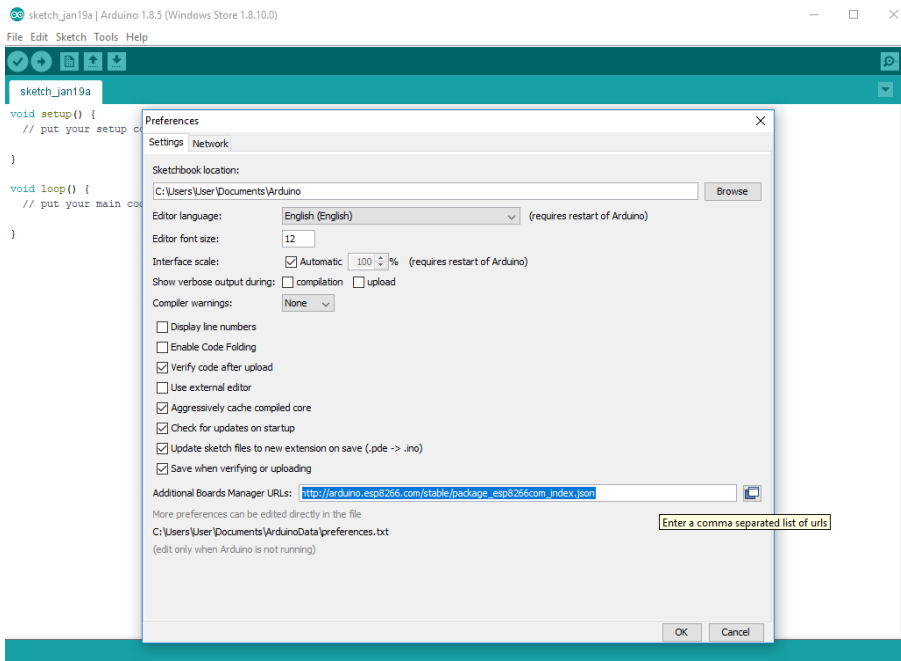 sketch_jan19a | Arduino 1.8.5 (Windows Store 1.8.10.0)
File Edit Sketch Tools Help
sketch_jan19a
void setup() {
// put your setup co
}
void loop() {
// put your main cod
}
Preferences
Settings Network
Sketchbook location:
C:\Users\User\Documents\Arduino Browse
Editor language: English (English) (requires restart of Arduino)
Editor font size: 12
Interface scale: Automatic 100 % (requires restart of Arduino)
Show verbose output during: compilation upload
Compiler warnings: None
Display line numbers
Enable Code Folding
Verify code after upload
Use external editor
Aggressively cache compiled core
Check for updates on startup
Update sketch files to new extension on save (.pde -> .ino)
Save when verifying or uploading
Additional Boards Manager URLs: http://arduino.esp8266.com/stable/package_esp8266com_index.json
More preferences can be edited directly in the file
Enter a comma separated list of urls
C:\Users\User\Documents\ArduinoData\preferences.txt
(edit only when Arduino is not running)
OK Cancel